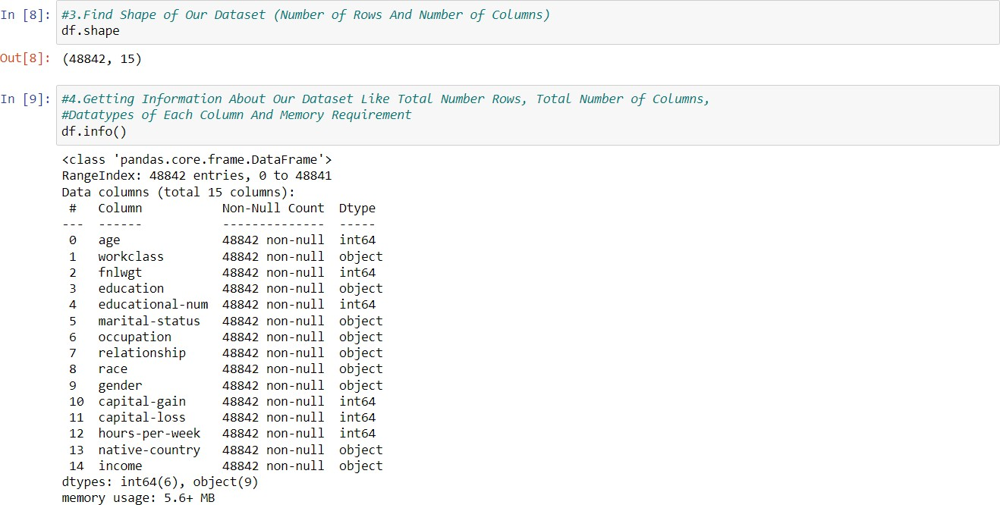 In [8]: #3.Find Shape of Our Dataset (Number of Rows And Number of Columns)
df.shape
Out[8]: (48842, 15)
In [9]: #4.Getting Information About Our Dataset Like Total Number Rows, Total Number of Columns,
#Datatypes of Each Column And Memory Requirement
df.info()
<class 'pandas.core.frame.DataFrame'>
RangeIndex: 48842 entries, 0 to 48841
Data columns (total 15 columns):
 #   Column           Non-Null Count  Dtype
---  ------           --------------  -----
 0   age              48842 non-null  int64
 1   workclass        48842 non-null  object
 2   fnlwgt           48842 non-null  int64
 3   education        48842 non-null  object
 4   educational-num  48842 non-null  int64
 5   marital-status   48842 non-null  object
 6   occupation       48842 non-null  object
 7   relationship     48842 non-null  object
 8   race             48842 non-null  object
 9   gender           48842 non-null  object
 10  capital-gain     48842 non-null  int64
 11  capital-loss     48842 non-null  int64
 12  hours-per-week   48842 non-null  int64
 13  native-country   48842 non-null  object
 14  income           48842 non-null  object
dtypes: int64(6), object(9)
memory usage: 5.6+ MB